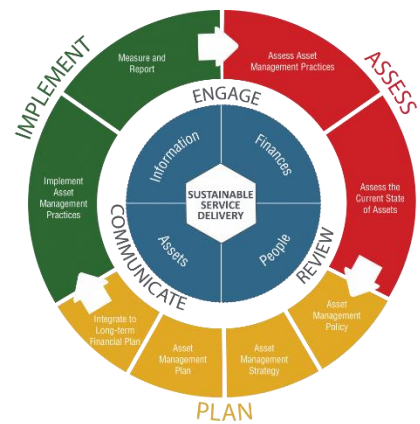 IMPLEMENT
ASSESS
PLAN
Measure and
Report
Assess Asset
Management Practices
Implement
Asset
Management
Practices
Assess the
Current State
of Assets
Integrate to
Long-term
Financial Plan
Asset
Management
Plan
Asset
Management
Strategy
Asset
Management
Policy
ENGAGE
COMMUNICATE
REVIEW
Information
Finances
Assets
People
SUSTAINABLE
SERVICE
DELIVERY